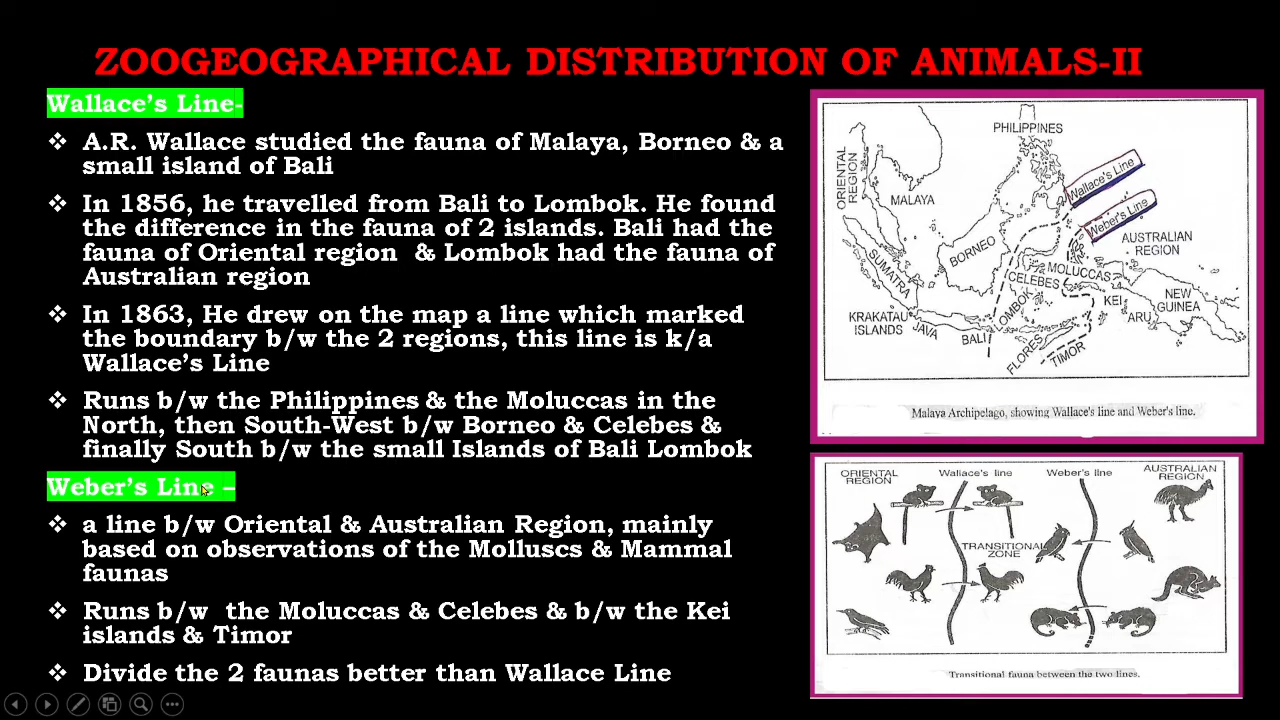 ZOOGEOGRAPHICAL DISTRIBUTION OF ANIMALS-II
Wallace's Line-
❖ A.R. Wallace studied the fauna of Malaya, Borneo & a
small island of Bali
❖ In 1856, he travelled from Bali to Lombok. He found
the difference in the fauna of 2 islands. Bali had the
fauna of Oriental region & Lombok had the fauna of
Australian region
❖ In 1863, He drew on the map a line which marked
the boundary b/w the 2 regions, this line is k/a
Wallace's Line
❖ Runs b/w the Philippines & the Moluccas in the
North, then South-West b/w Borneo & Celebes &
finally South b/w the small Islands of Bali Lombok
Weber's Line –
❖ a line b/w Oriental & Australian Region, mainly
based on observations of the Molluscs & Mammal
faunas
❖ Runs b/w the Moluccas & Celebes & b/w the Kei
islands & Timor
❖ Divide the 2 faunas better than Wallace Line
PHILIPPINES
ORIENTAL
REGION
Wallace's Line
MALAYA
Weber's Line
AUSTRALIAN
REGION
BORNEO
SUMATRA
MOLUCCAS
CELEBES
LOMBOK
KEI
NEW
GUINEA
KRAKATAU
ISLANDS
JAVA
ARU
BALI
FLORES
TIMOR
Malaya Archipelago, showing Wallace's line and Weber's line.
ORIENTAL
REGION
Wallace's line
Weber's line
AUSTRALIAN
REGION
TRANSITIONAL
ZONE
Transitional fauna between the two lines.